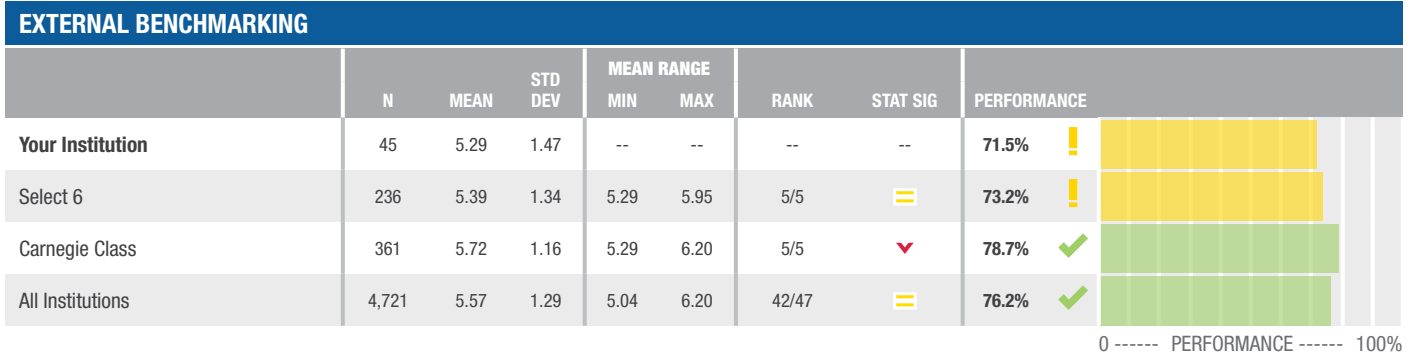 EXTERNAL BENCHMARKING
N MEAN STD DEV MEAN RANGE MIN MAX RANK STAT SIG PERFORMANCE
Your Institution 45 5.29 1.47 -- -- -- -- 71.5%
Select 6 236 5.39 1.34 5.29 5.95 5/5 73.2%
Carnegie Class 361 5.72 1.16 5.29 6.20 5/5 78.7%
All Institutions 4,721 5.57 1.29 5.04 6.20 42/47 76.2%
0 ------ PERFORMANCE ------ 100%